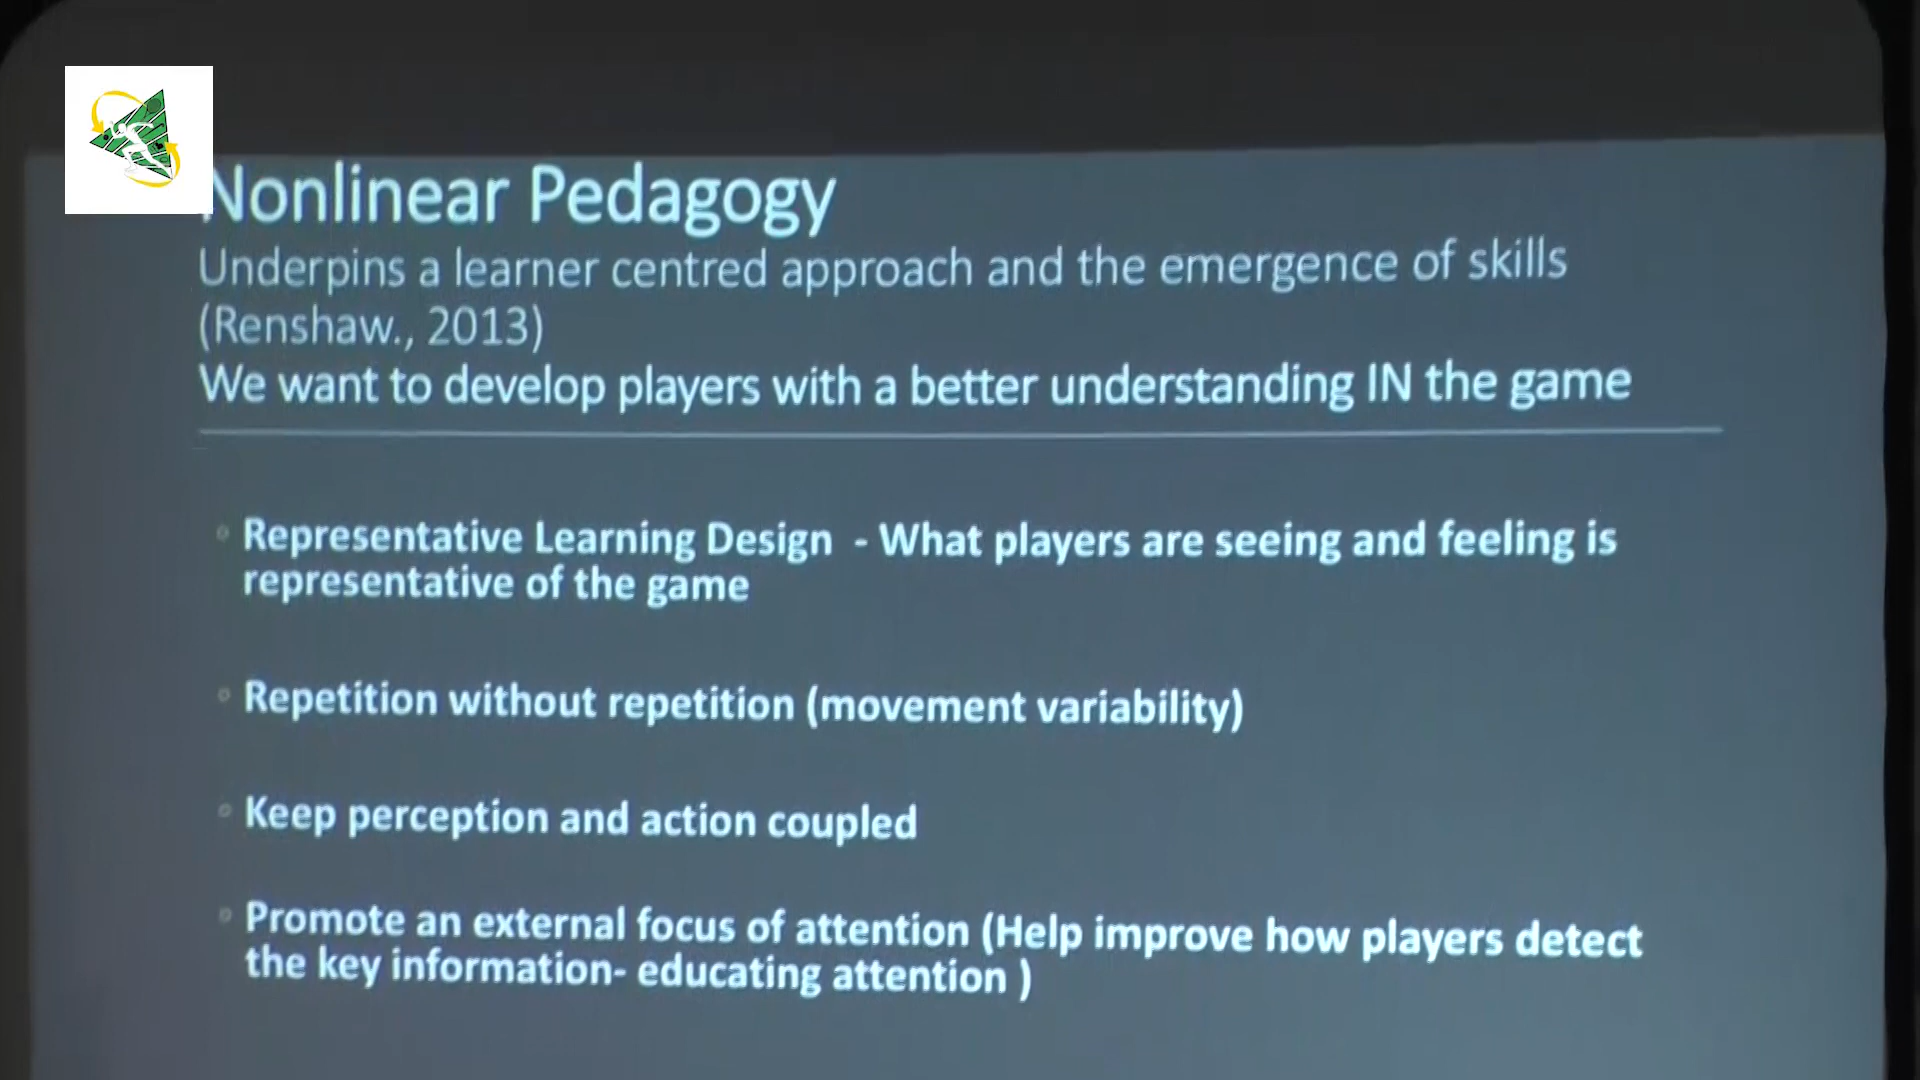 Nonlinear Pedagogy
Underpins a learner centred approach and the emergence of skills
(Renshaw., 2013)
We want to develop players with a better understanding IN the game
Representative Learning Design - What players are seeing and feeling is
representative of the game
Repetition without repetition (movement variability)
Keep perception and action coupled
Promote an external focus of attention (Help improve how players detect
the key information- educating attention )